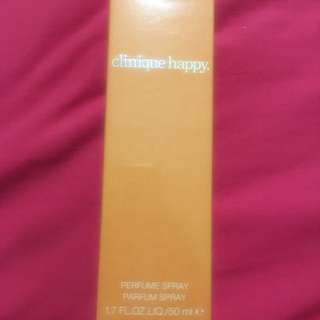 clinique happy.
PERFUME SPRAY
PARFUM SPRAY
1.7 FL.OZ.LIQ./50 ml ℮